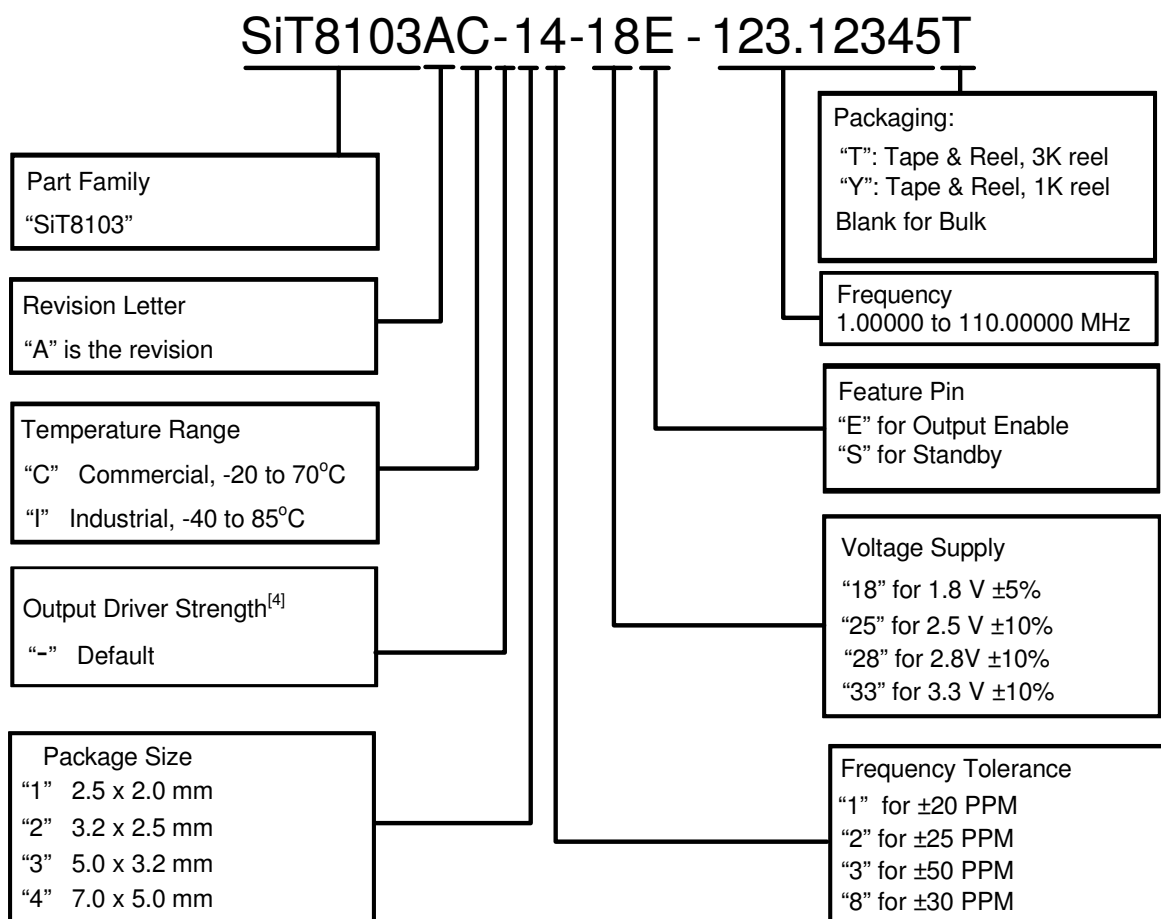 SiT8103AC-14-18E - 123.12345T
Part Family
“SiT8103”
Revision Letter
“A” is the revision
Temperature Range
“C” Commercial, -20 to 70°C
“I” Industrial, -40 to 85°C
Output Driver Strength[4]
“-” Default
Package Size
“1” 2.5 x 2.0 mm
“2” 3.2 x 2.5 mm
“3” 5.0 x 3.2 mm
“4” 7.0 x 5.0 mm
Packaging:
“T”: Tape & Reel, 3K reel
“Y”: Tape & Reel, 1K reel
Blank for Bulk
Frequency
1.00000 to 110.00000 MHz
Feature Pin
“E” for Output Enable
“S” for Standby
Voltage Supply
“18” for 1.8 V ±5%
“25” for 2.5 V ±10%
“28” for 2.8V ±10%
“33” for 3.3 V ±10%
Frequency Tolerance
“1” for ±20 PPM
“2” for ±25 PPM
“3” for ±50 PPM
“8” for ±30 PPM